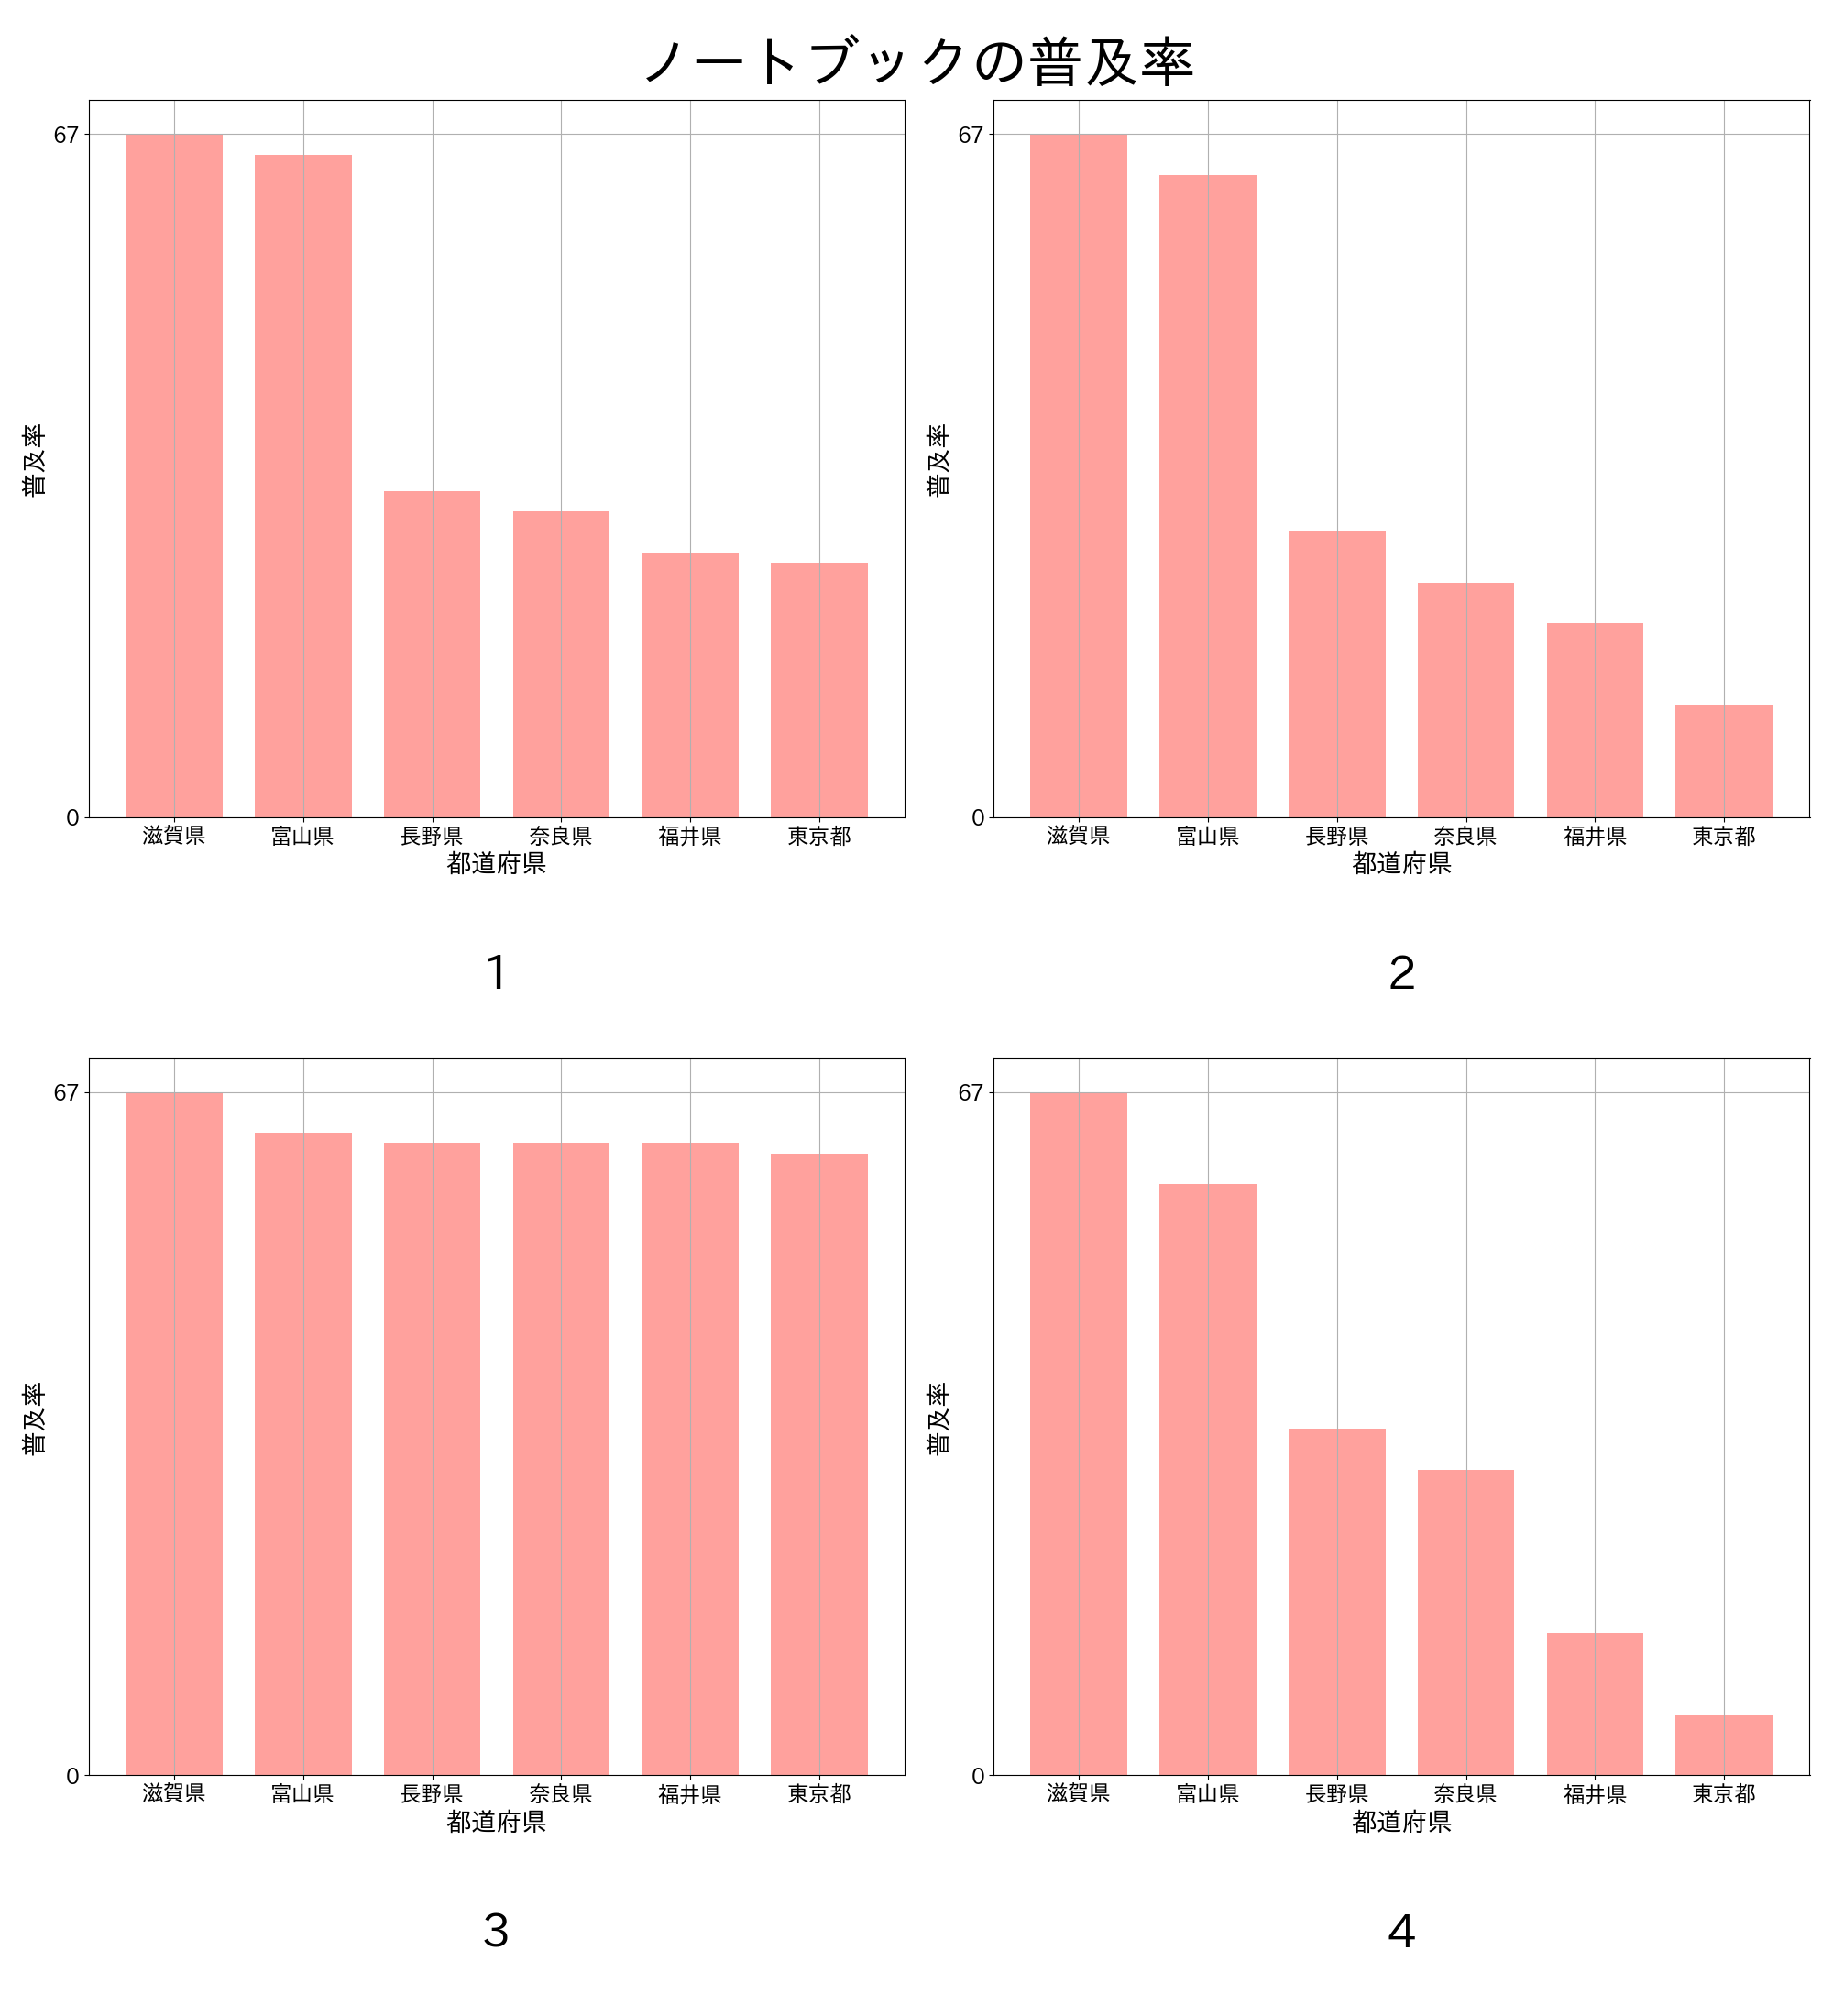 ノートブックの普及率
67
0
普及率
滋賀県 富山県 長野県 奈良県 福井県 東京都
都道府県
1
67
0
普及率
滋賀県 富山県 長野県 奈良県 福井県 東京都
都道府県
2
67
0
普及率
滋賀県 富山県 長野県 奈良県 福井県 東京都
都道府県
3
67
0
普及率
滋賀県 富山県 長野県 奈良県 福井県 東京都
都道府県
4